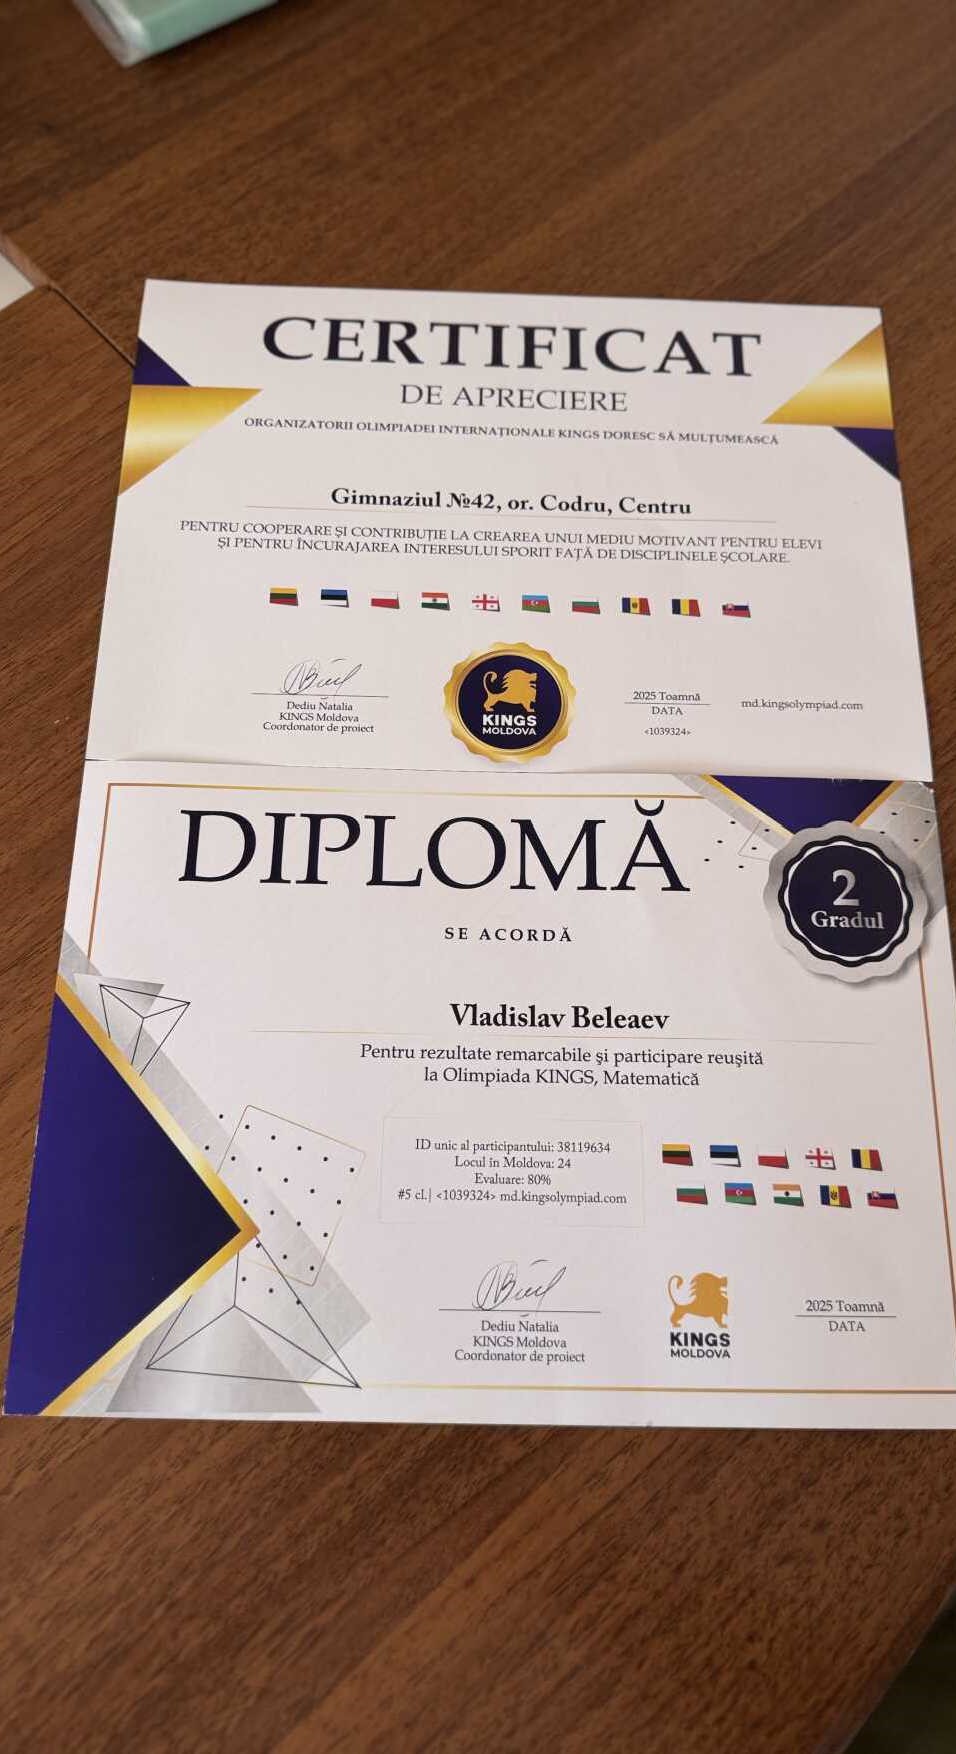 CERTIFICAT
DE APRECIERE
ORGANIZATORII OLIMPIADEI INTERNAȚIONALE KINGS DORESC SĂ MULȚUMEASCĂ
Gimnaziul №42, or. Codru, Centru
PENTRU COOPERARE ȘI CONTRIBUȚIE LA CREAREA UNUI MEDIU MOTIVANT PENTRU ELEVI
ȘI PENTRU ÎNCURAJAREA INTERESULUI SPORIT FAȚĂ DE DISCIPLINELE ȘCOLARE.
Dediu Natalia
KINGS Moldova
Coordonator de proiect
KINGS
MOLDOVA
2025 Toamnă
DATA
<1039324>
md.kingsolympiad.com
DIPLOMĂ
2
Gradul
SE ACORDĂ
Vladislav Beleaev
Pentru rezultate remarcabile și participare reușită
la Olimpiada KINGS, Matematică
ID unic al participantului: 38119634
Locul în Moldova: 24
Evaluare: 80%
#5 cl.| <1039324> md.kingsolympiad.com
Dediu Natalia
KINGS Moldova
Coordonator de proiect
KINGS
MOLDOVA
2025 Toamnă
DATA